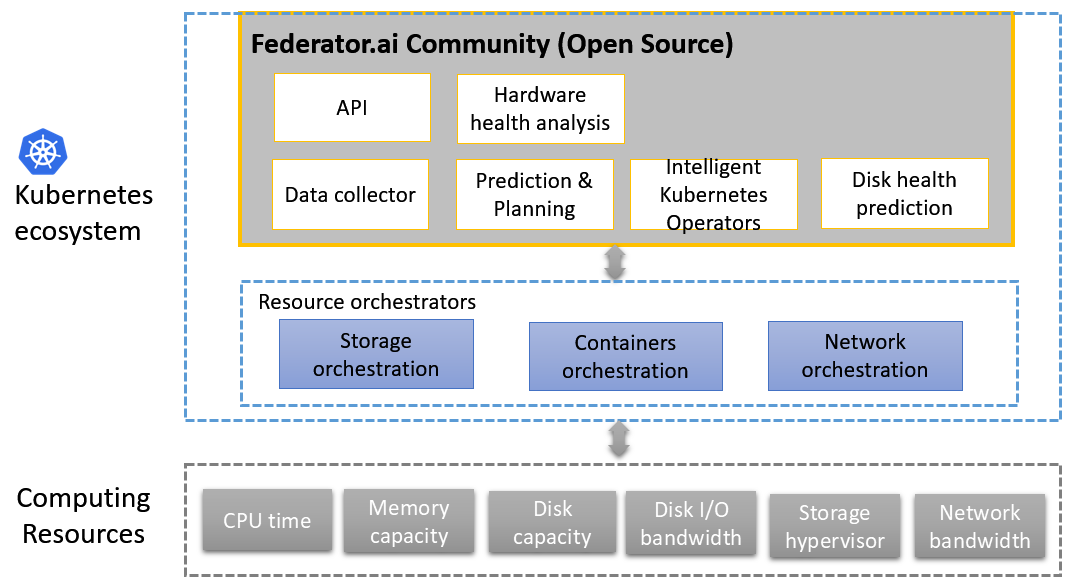 Federator.ai Community (Open Source)
API
Hardware
health analysis
Data collector
Prediction &
Planning
Intelligent
Kubernetes
Operators
Disk health
prediction
Kubernetes
ecosystem
Resource orchestrators
Storage
orchestration
Containers
orchestration
Network
orchestration
Computing
Resources
CPU time
Memory
capacity
Disk
capacity
Disk I/O
bandwidth
Storage
hypervisor
Network
bandwidth